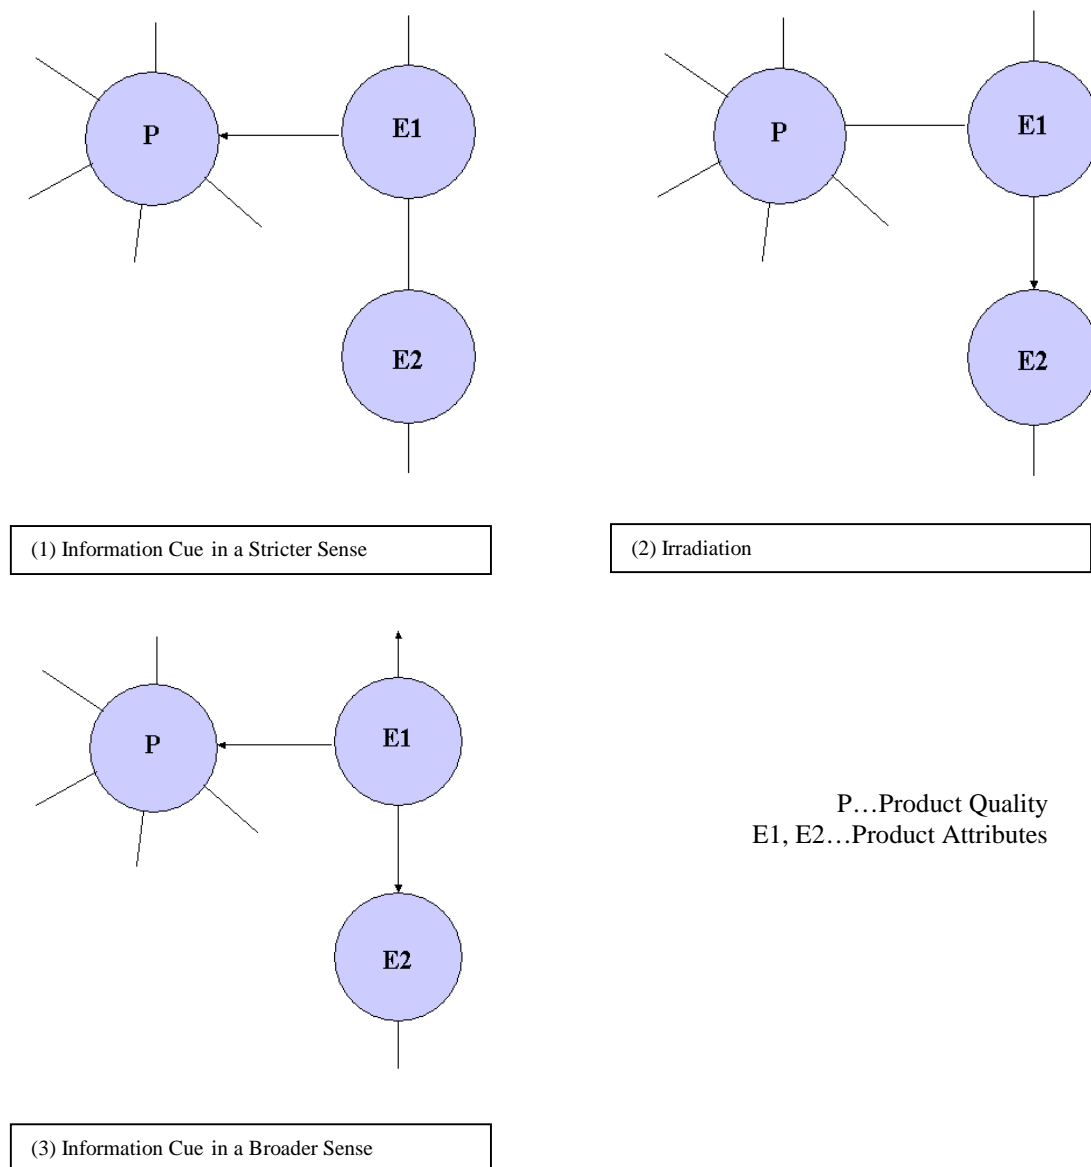 P
E1
E2
P
E1
E2
(1) Information Cue in a Stricter Sense
(2) Irradiation
P
E1
E2
P…Product Quality
E1, E2…Product Attributes
(3) Information Cue in a Broader Sense